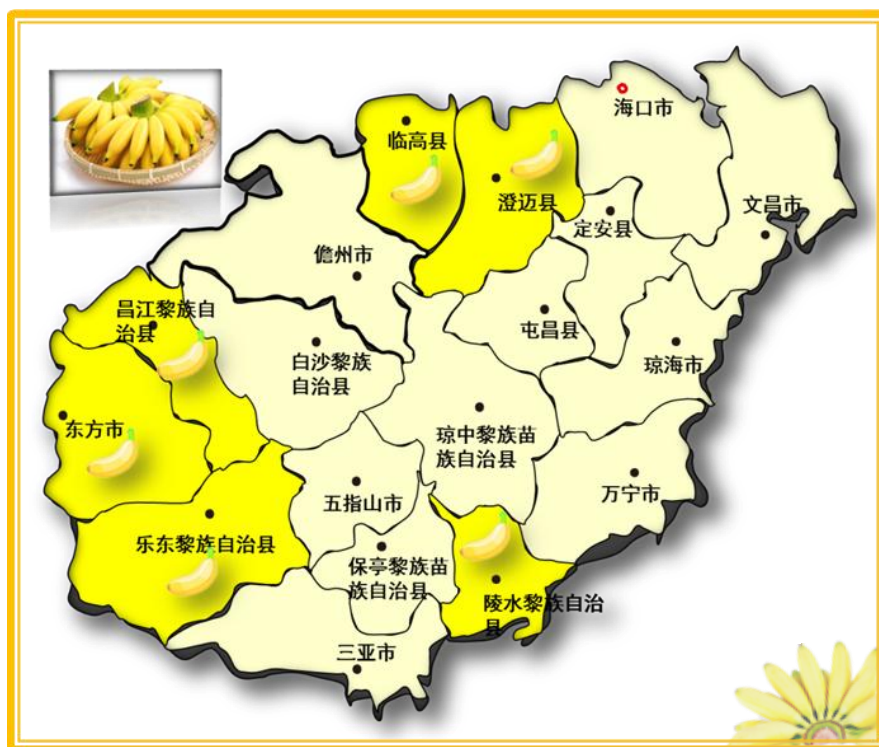 海口市
临高县
澄迈县
文昌市
定安县
儋州市
昌江黎族自
治县
屯昌县
白沙黎族
自治县
琼海市
东方市
琼中黎族苗
族自治县
万宁市
五指山市
乐东黎族自治县
保亭黎族苗
族自治县
陵水黎族自治
县
三亚市